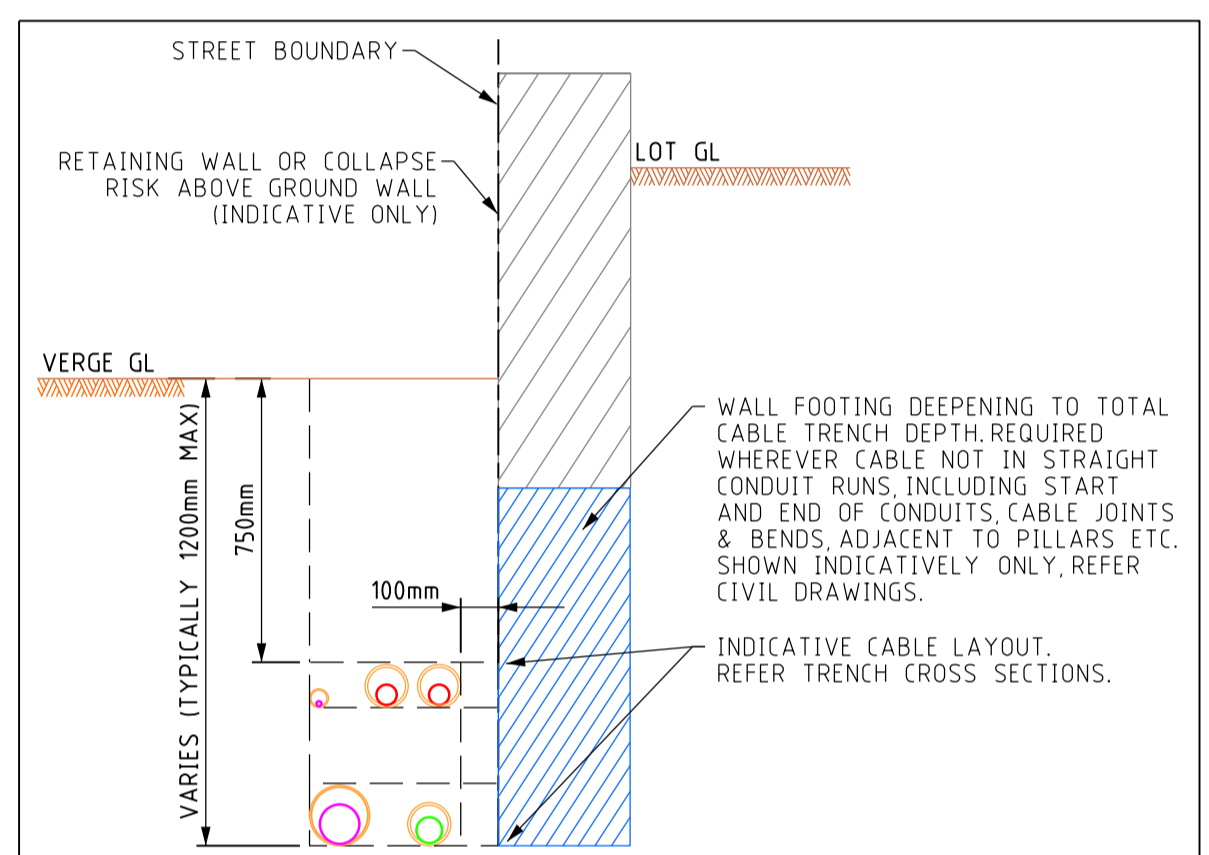 STREET BOUNDARY
RETAINING WALL OR COLLAPSE
RISK ABOVE GROUND WALL
(INDICATIVE ONLY)
LOT GL
VERGE GL
VARIES (TYPICALLY 1200mm MAX)
750mm
100mm
WALL FOOTING DEEPENING TO TOTAL
CABLE TRENCH DEPTH. REQUIRED
WHEREVER CABLE NOT IN STRAIGHT
CONDUIT RUNS, INCLUDING START
AND END OF CONDUITS, CABLE JOINTS
& BENDS, ADJACENT TO PILLARS ETC.
SHOWN INDICATIVELY ONLY, REFER
CIVIL DRAWINGS.
INDICATIVE CABLE LAYOUT.
REFER TRENCH CROSS SECTIONS.